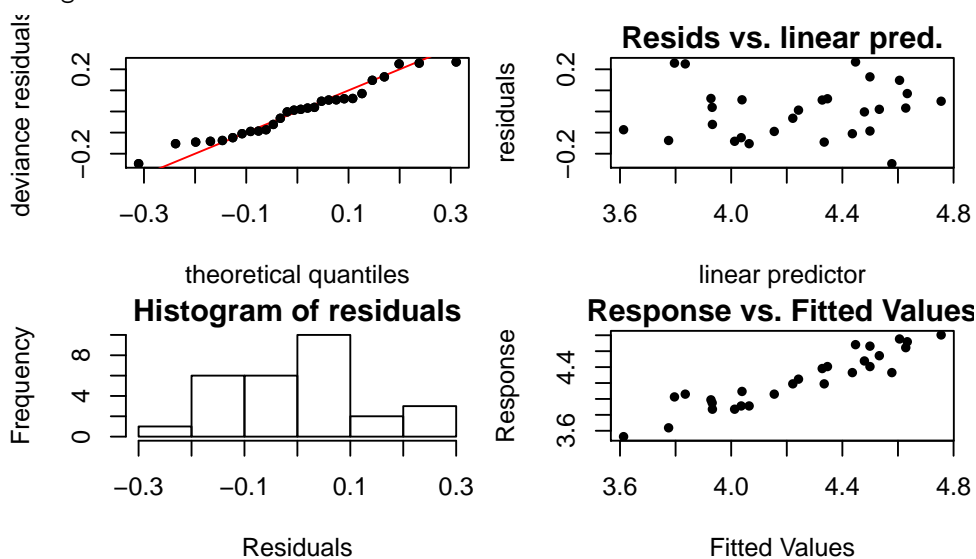 deviance residuals
0.2
−0.2
−0.3
−0.1
0.1
0.3
theoretical quantiles
Resids vs. linear pred.
residuals
0.2
−0.2
3.6
4.0
4.4
4.8
linear predictor
Histogram of residuals
Frequency
8
4
0
−0.3
−0.1
0.1
0.3
Residuals
Response vs. Fitted Values
Response
4.4
3.6
3.6
4.0
4.4
4.8
Fitted Values